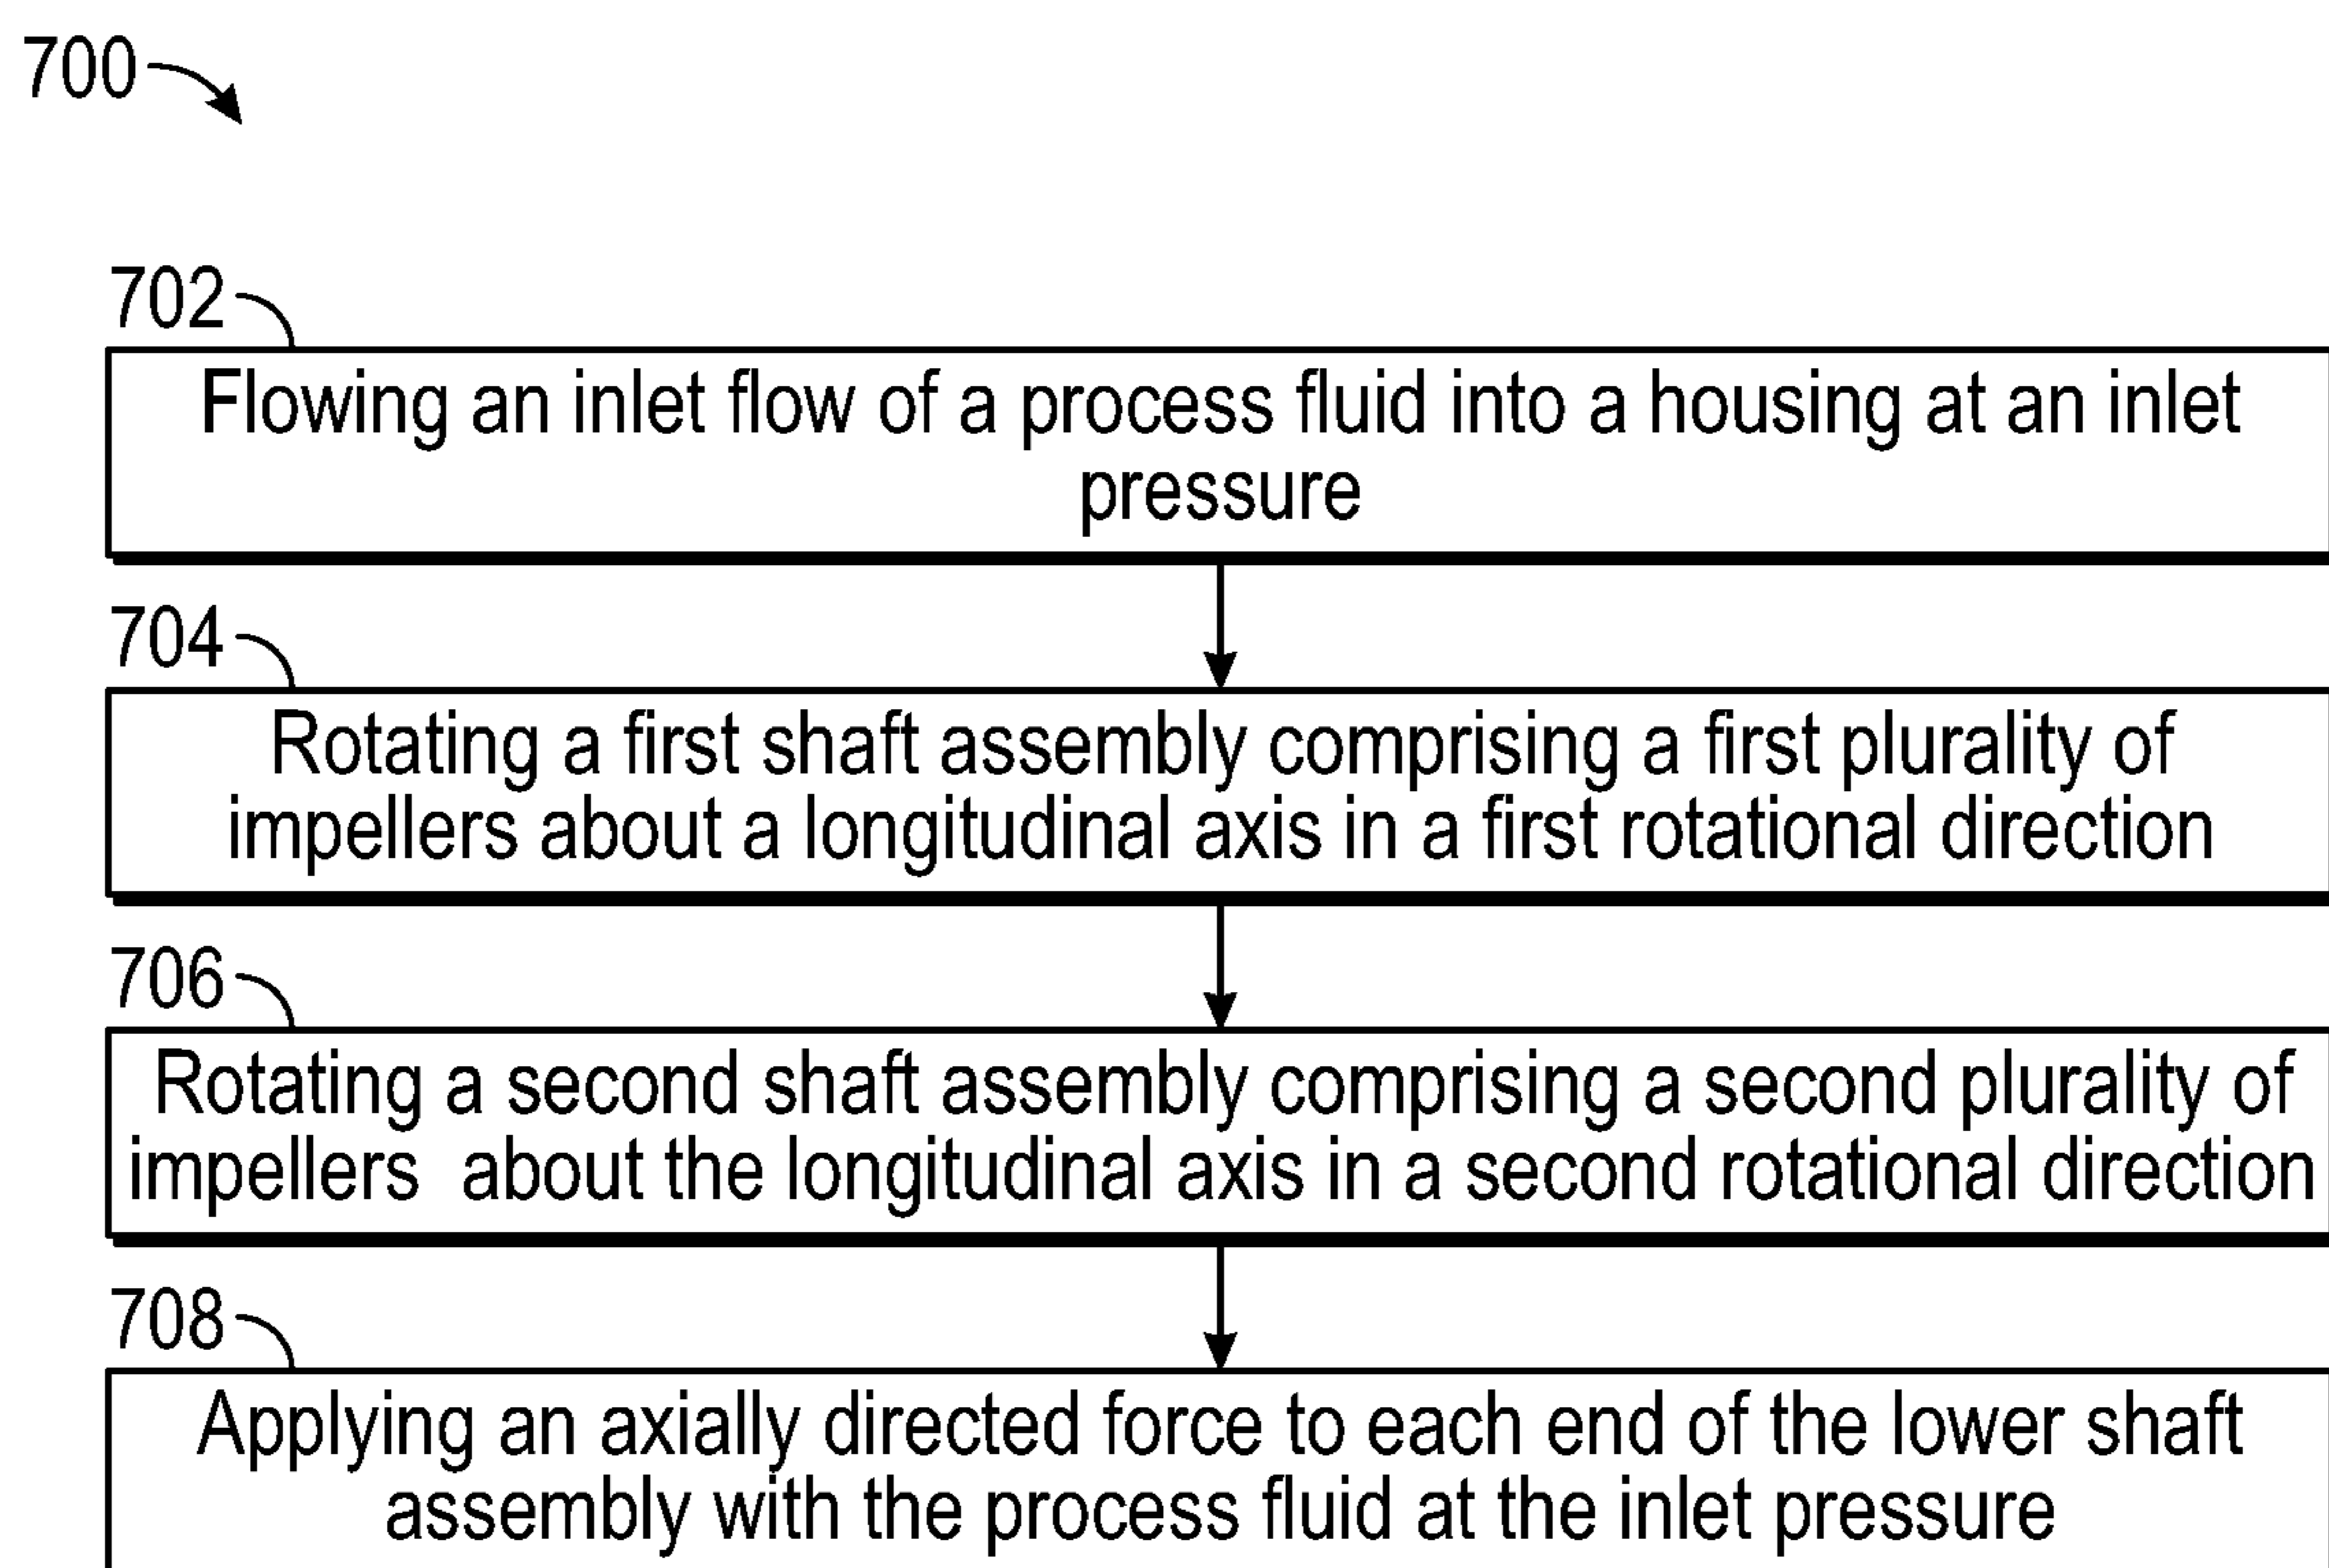 700
702
Flowing an inlet flow of a process fluid into a housing at an inlet
pressure
704
Rotating a first shaft assembly comprising a first plurality of
impellers about a longitudinal axis in a first rotational direction
706
Rotating a second shaft assembly comprising a second plurality of
impellers about the longitudinal axis in a second rotational direction
708
Applying an axially directed force to each end of the lower shaft
assembly with the process fluid at the inlet pressure